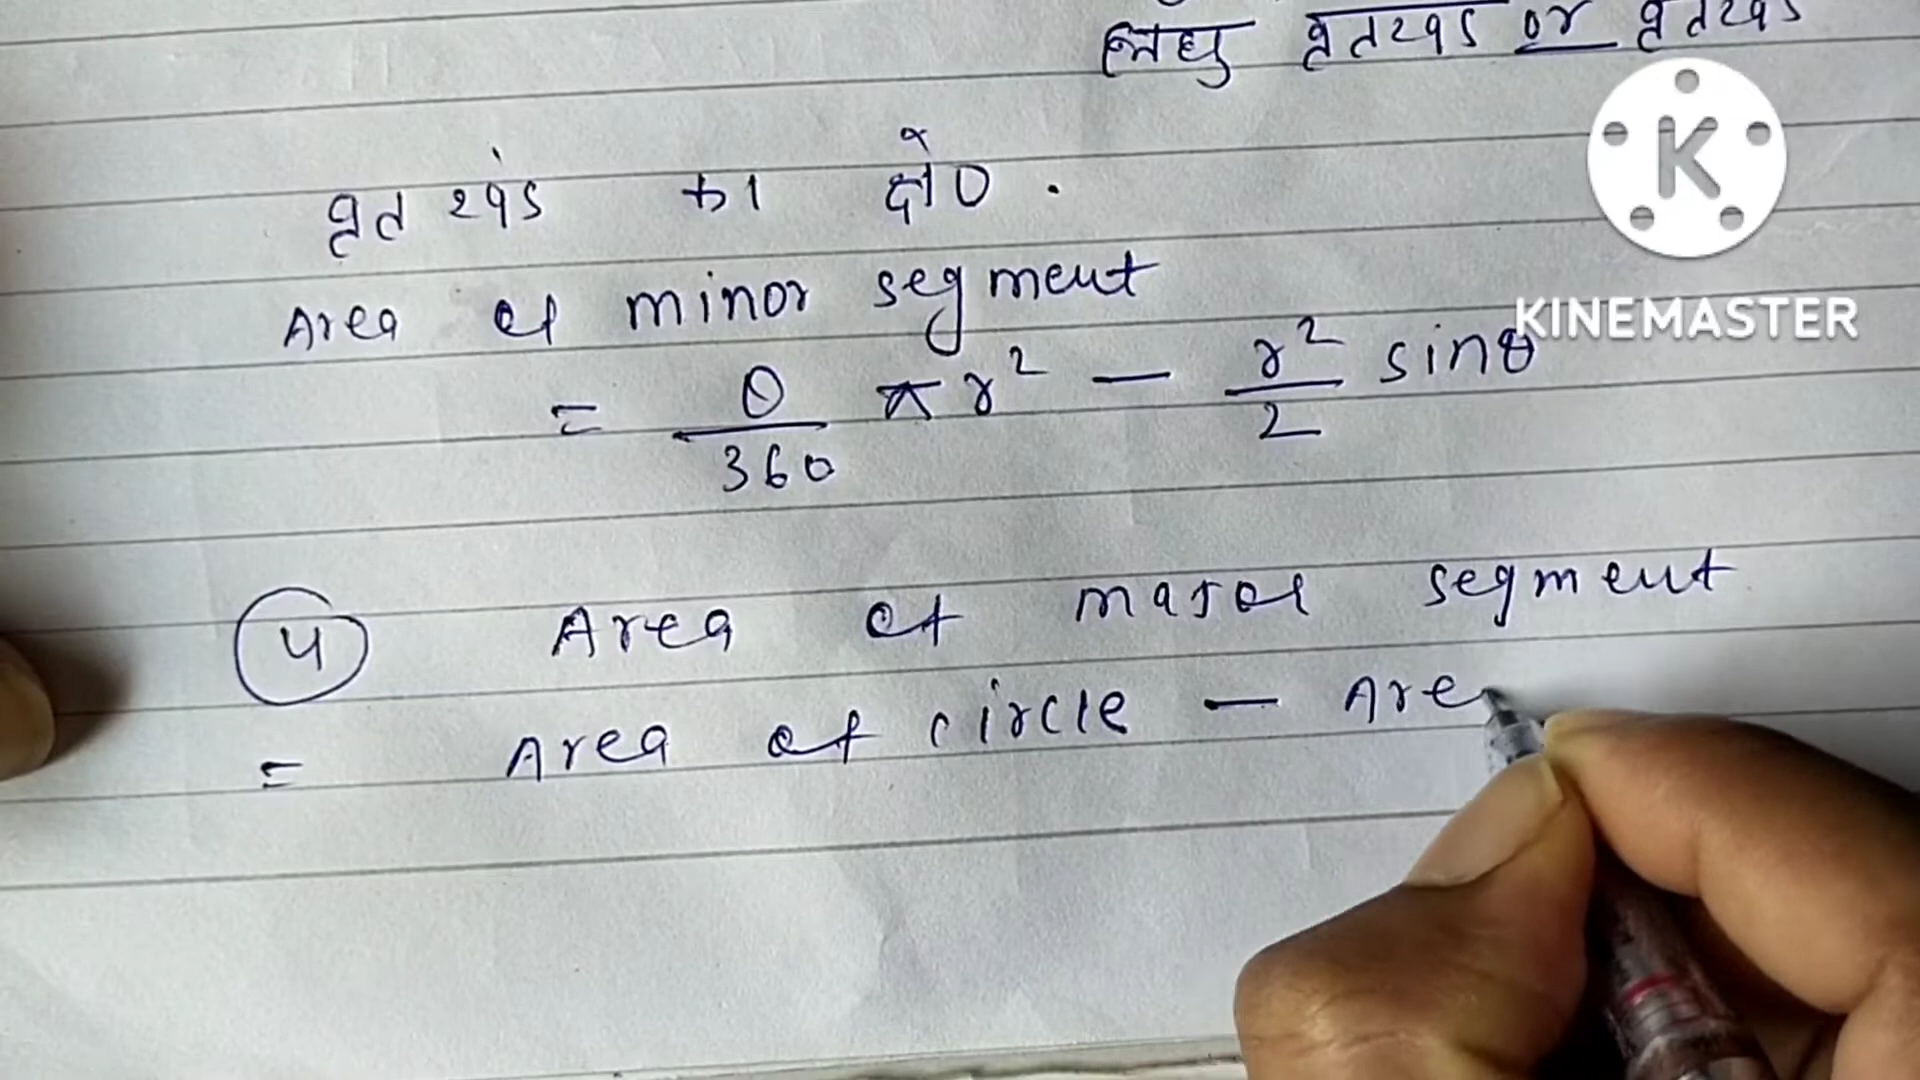 लघु वृतखंड or वृतखंड
वृत खंड का क्षे०.
Area of minor segment
= θ/360 πr² − r²/2 sinθ
④ Area of major segment
= Area of circle − Are
K
KINEMASTER